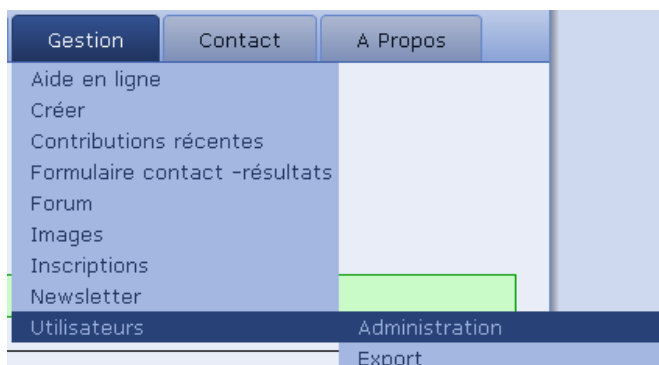 Gestion Contact A Propos
Aide en ligne
Créer
Contributions récentes
Formulaire contact -résultats
Forum
Images
Inscriptions
Newsletter
Utilisateurs Administration
Export